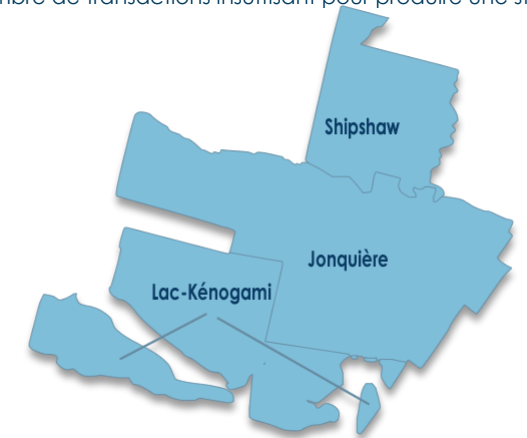 de transactions insuffisant pour produire une
Shipshaw
Jonquière
Lac-Kénogami